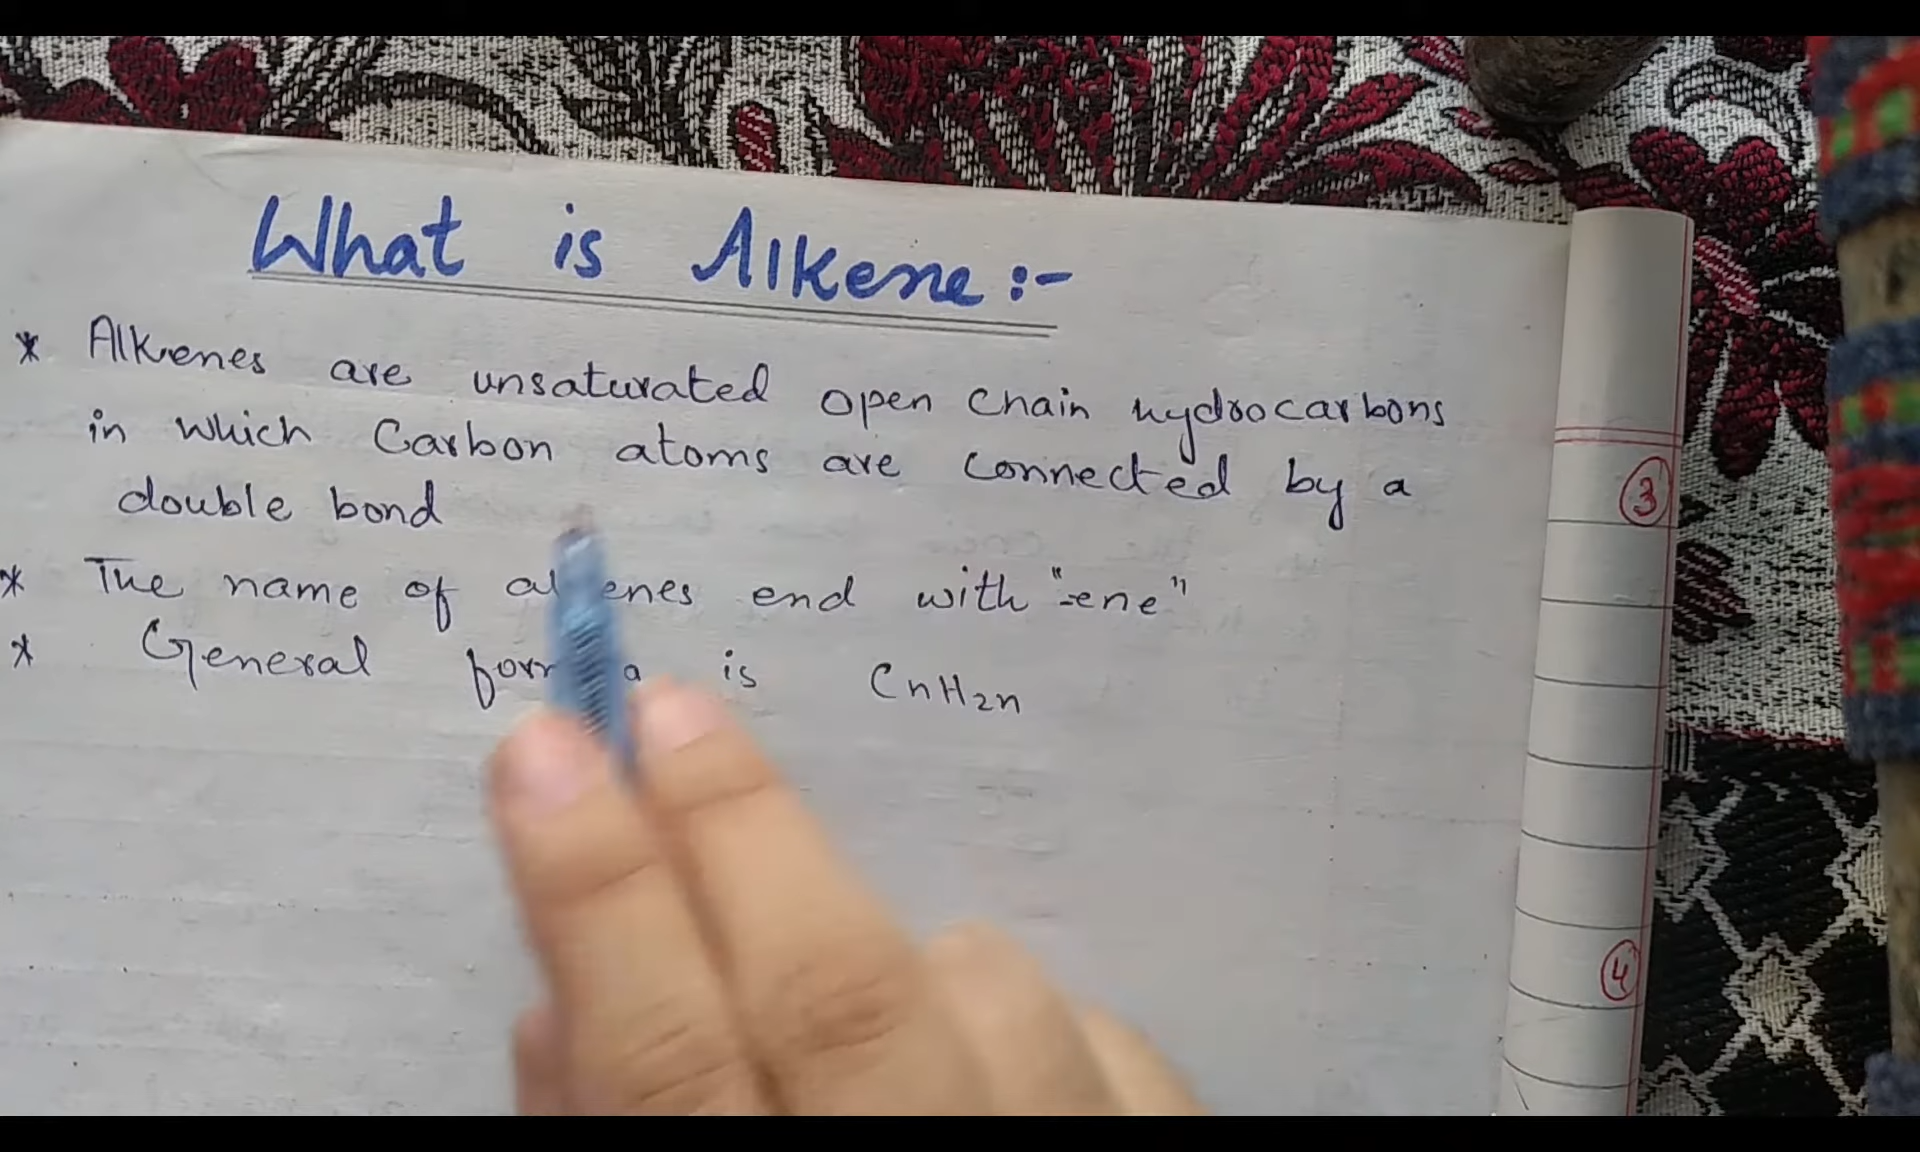 What is Alkene:-
* Alkenes are unsaturated open chain hydrocarbons
in which Carbon atoms are connected by a
double bond
* The name of alkenes end with "-ene"
* General is CnH2n
3
4